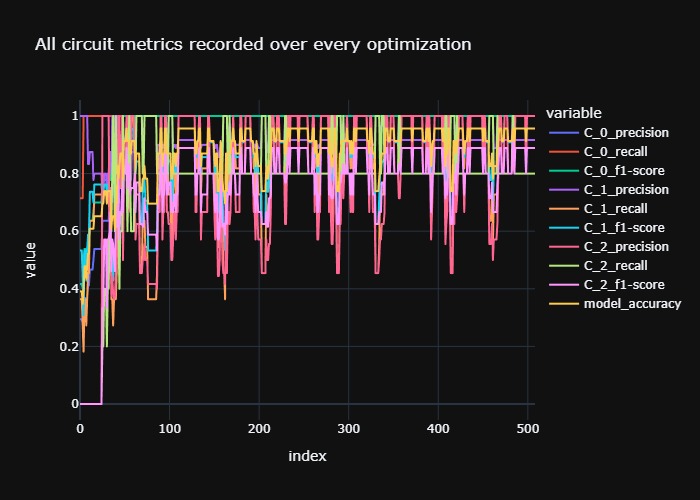 All circuit metrics recorded over every optimization
variable
C_0_precision
C_0_recall
C_0_f1-score
C_1_precision
C_1_recall
C_1_f1-score
C_2_precision
C_2_recall
C_2_f1-score
model_accuracy
value
1
0.8
0.6
0.4
0.2
0
0 100 200 300 400 500
index